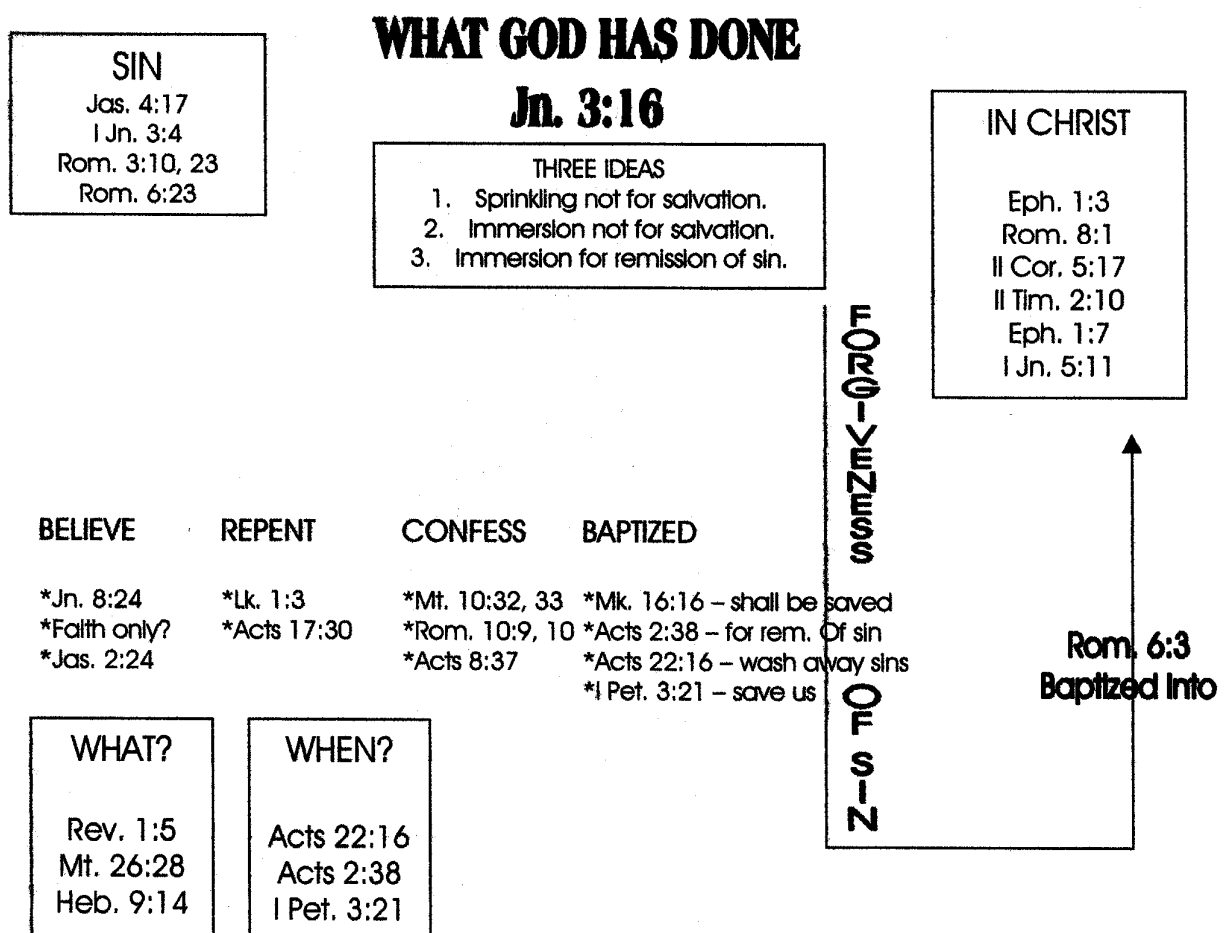 WHAT GOD HAS DONE
Jn. 3:16
SIN
Jas. 4:17
I Jn. 3:4
Rom. 3:10, 23
Rom. 6:23
THREE IDEAS
1. Sprinkling not for salvation.
2. Immersion not for salvation.
3. Immersion for remission of sin.
IN CHRIST
Eph. 1:3
Rom. 8:1
II Cor. 5:17
II Tim. 2:10
Eph. 1:7
I Jn. 5:11
BELIEVE
*Jn. 8:24
*Faith only?
*Jas. 2:24
REPENT
*Lk. 1:3
*Acts 17:30
CONFESS
*Mt. 10:32, 33
*Rom. 10:9, 10
*Acts 8:37
BAPTIZED
*Mk. 16:16 – shall be saved
*Acts 2:38 – for rem. Of sin
*Acts 22:16 – wash away sins
*I Pet. 3:21 – save us
FORGIVENESS OF SIN
Rom. 6:3
Baptized Into
WHAT?
Rev. 1:5
Mt. 26:28
Heb. 9:14
WHEN?
Acts 22:16
Acts 2:38
I Pet. 3:21